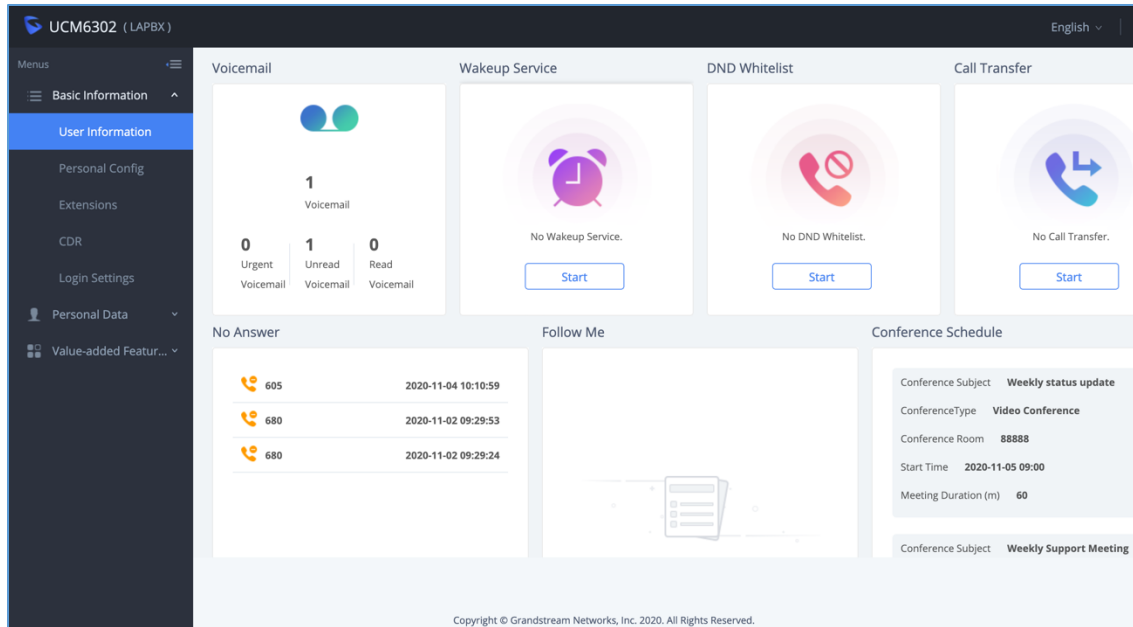 UCM6302 ( LAPBX )
English
Menus
Basic Information
User Information
Personal Config
Extensions
CDR
Login Settings
Personal Data
Value-added Featur...
Voicemail
1
Voicemail
0 1 0
Urgent Unread Read
Voicemail Voicemail Voicemail
Wakeup Service
No Wakeup Service.
Start
DND Whitelist
No DND Whitelist.
Start
Call Transfer
No Call Transfer.
Start
No Answer
605 2020-11-04 10:10:59
680 2020-11-02 09:29:53
680 2020-11-02 09:29:24
Follow Me
Conference Schedule
Conference Subject Weekly status update
ConferenceType Video Conference
Conference Room 88888
Start Time 2020-11-05 09:00
Meeting Duration (m) 60
Conference Subject Weekly Support Meeting
Copyright © Grandstream Networks, Inc. 2020. All Rights Reserved.